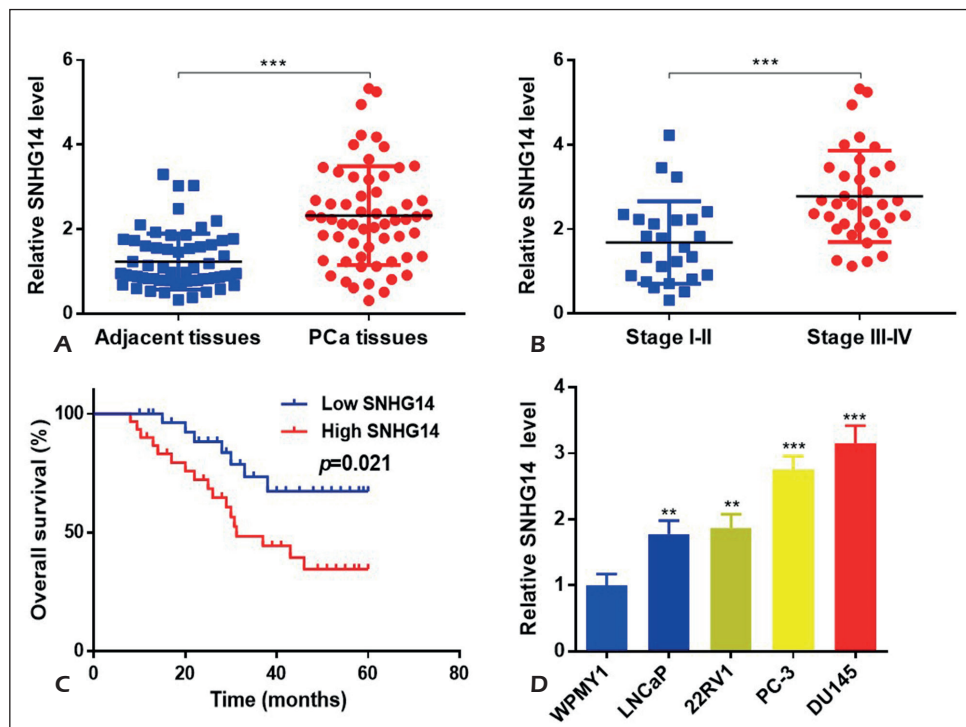 Relative SNHG14 level
6
4
2
0
***
Adjacent tissues
PCa tissues
A
Relative SNHG14 level
6
4
2
0
***
Stage I-II
Stage III-IV
B
Overall survival (%)
100
50
0
Low SNHG14
High SNHG14
p=0.021
0
20
40
60
80
Time (months)
C
Relative SNHG14 level
4
3
2
1
0
**
**
***
***
WPMY1
LNCaP
22RV1
PC-3
DU145
D